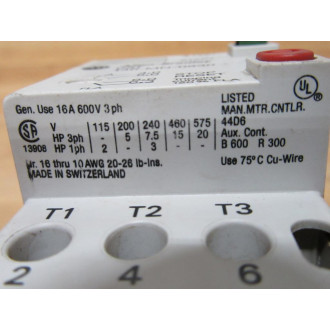 Gen. Use 16A 600V 3 ph
V 115 200 240 460 575
HP 3ph - 5 7.5 15 20
HP 1ph 2 - 3 - -
SA
13908
16 thru 10 AWG 20-26 lb-ins.
MADE IN SWITZERLAND
LISTED
MAN.MTR.CNTLR.
44D6
Aux. Cont.
B 600 R 300
Use 75°C Cu-Wire
UL
T1 T2 T3
2 4 6